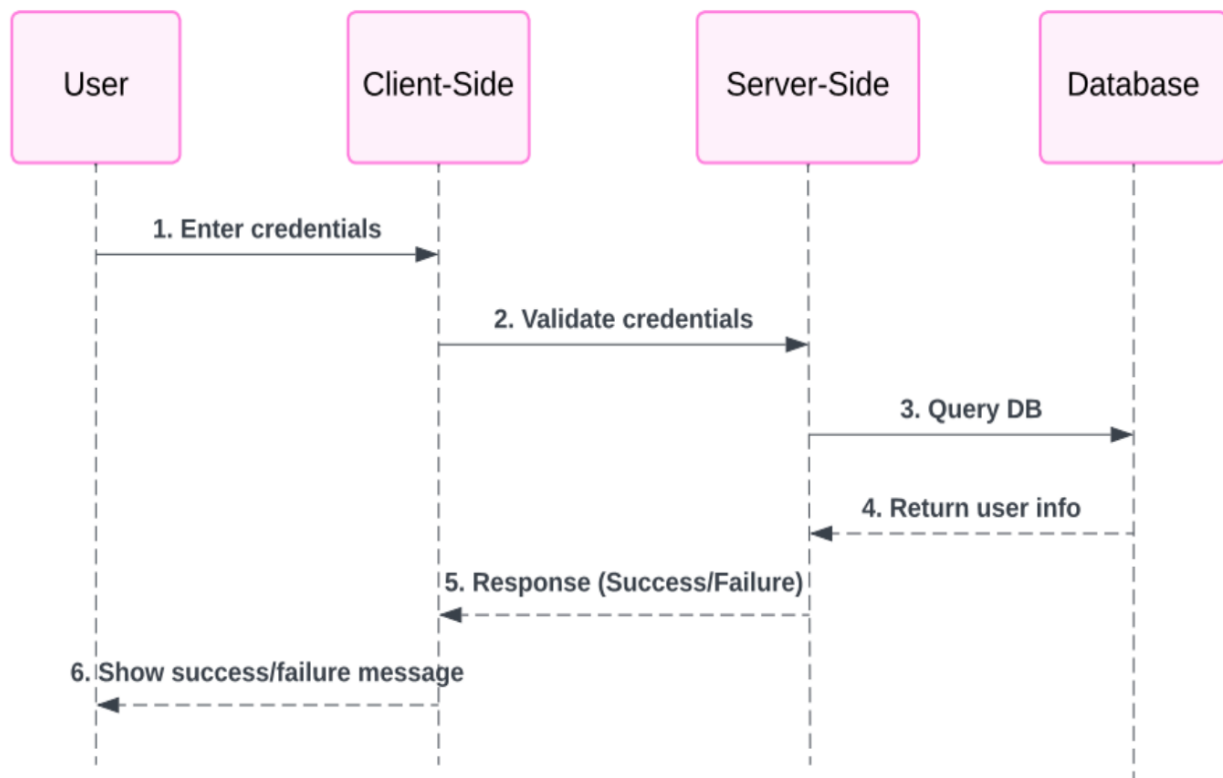 User
Client-Side
Server-Side
Database
1. Enter credentials
2. Validate credentials
3. Query DB
4. Return user info
5. Response (Success/Failure)
6. Show success/failure message